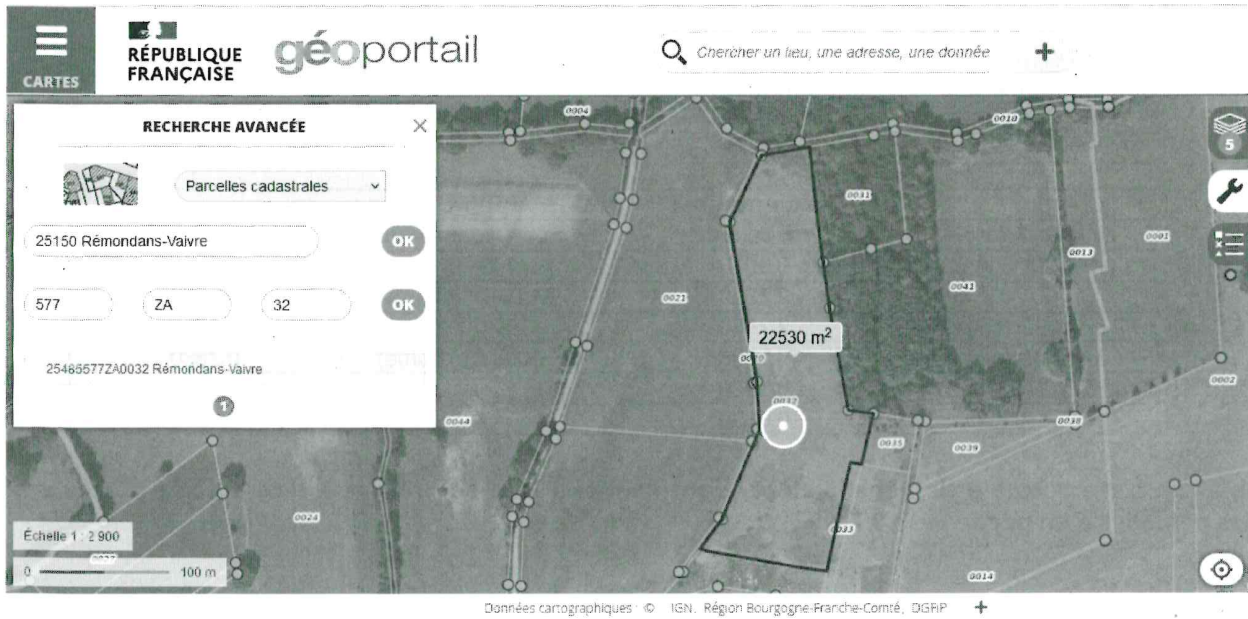 CARTES
RÉPUBLIQUE
FRANÇAISE
géoportail
Chercher un lieu, une adresse, une donnée
RECHERCHE AVANCÉE
Parcelles cadastrales
25150 Rémondans-Vaivre
OK
577
ZA
32
OK
25485577ZA0032 Rémondans-Vaivre
1
Échelle 1 : 2 900
0
100 m
0004
0010
5
0031
0013
0001
0021
0041
22530 m²
0032
0002
0044
0038
0035
0039
0024
0033
0014
Données cartographiques : © IGN, Région Bourgogne-Franche-Comté, DGFiP